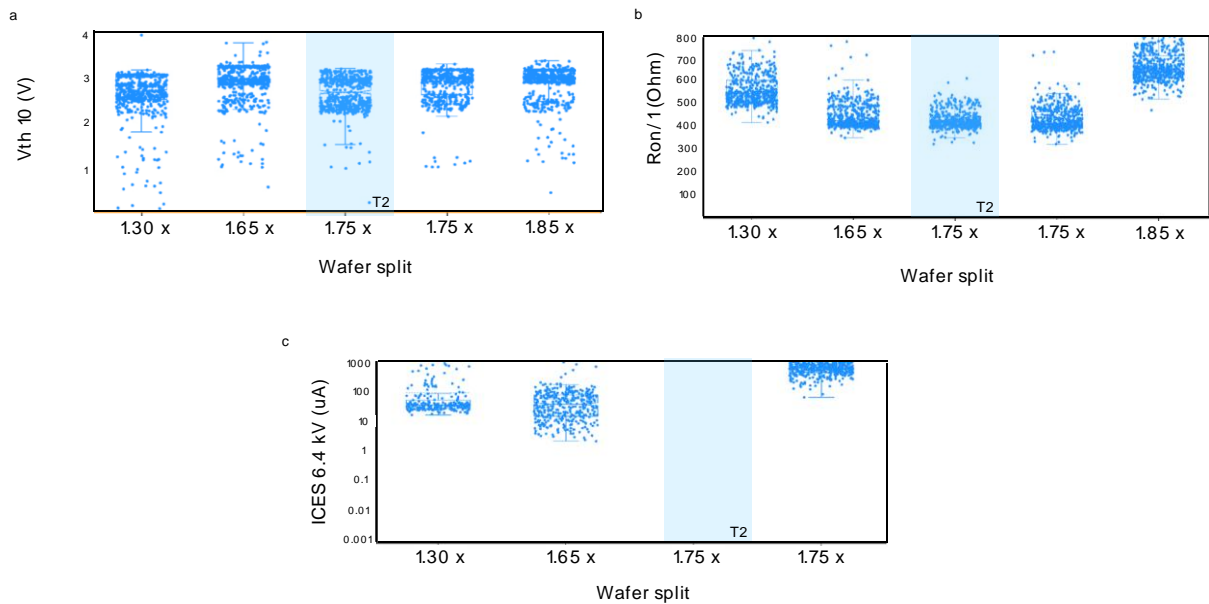 a
Vth 10 (V)
4
3
2
1
T2
1.30 x 1.65 x 1.75 x 1.75 x 1.85 x
Wafer split
b
Ron/ 1 (Ohm)
800
700
600
500
400
300
200
100
T2
1.30 x 1.65 x 1.75 x 1.75 x 1.85 x
Wafer split
c
ICES 6.4 kV (uA)
1000
100
10
1
0.1
0.01
0.001
T2
1.30 x 1.65 x 1.75 x 1.75 x
Wafer split